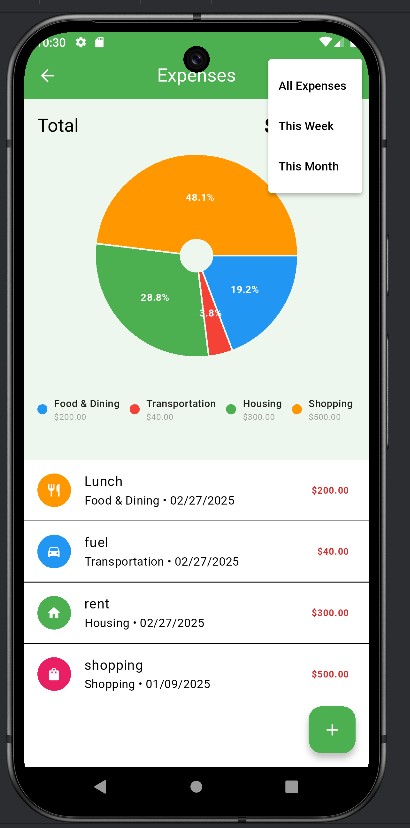 10:30
Expenses
All Expenses
This Week
This Month
Total
48.1%
28.8%
3.8%
19.2%
Food & Dining Transportation Housing Shopping
$200.00 $40.00 $300.00 $500.00
Lunch
Food & Dining • 02/27/2025
$200.00
fuel
Transportation • 02/27/2025
$40.00
rent
Housing • 02/27/2025
$300.00
shopping
Shopping • 01/09/2025
$500.00
+